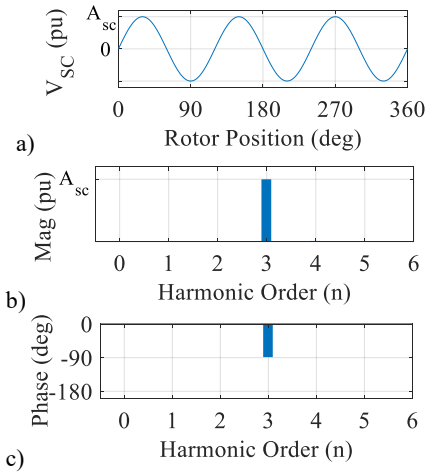 A_sc
V_SC (pu)
0
0 90 180 270 360
Rotor Position (deg)
a)
A_sc
Mag (pu)
0 1 2 3 4 5 6
Harmonic Order (n)
b)
0
-90
-180
Phase (deg)
0 1 2 3 4 5 6
Harmonic Order (n)
c)